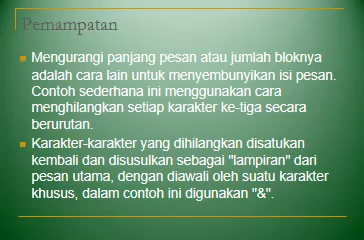 Pemampatan
Mengurangi panjang pesan atau jumlah bloknya
adalah cara lain untuk menyembunyikan isi pesan.
Contoh sederhana ini menggunakan cara
menghilangkan setiap karakter ke-tiga secara
berurutan.
Karakter-karakter yang dihilangkan disatukan
kembali dan disusulkan sebagai "lampiran" dari
pesan utama, dengan diawali oleh suatu karakter
khusus, dalam contoh ini digunakan "&".